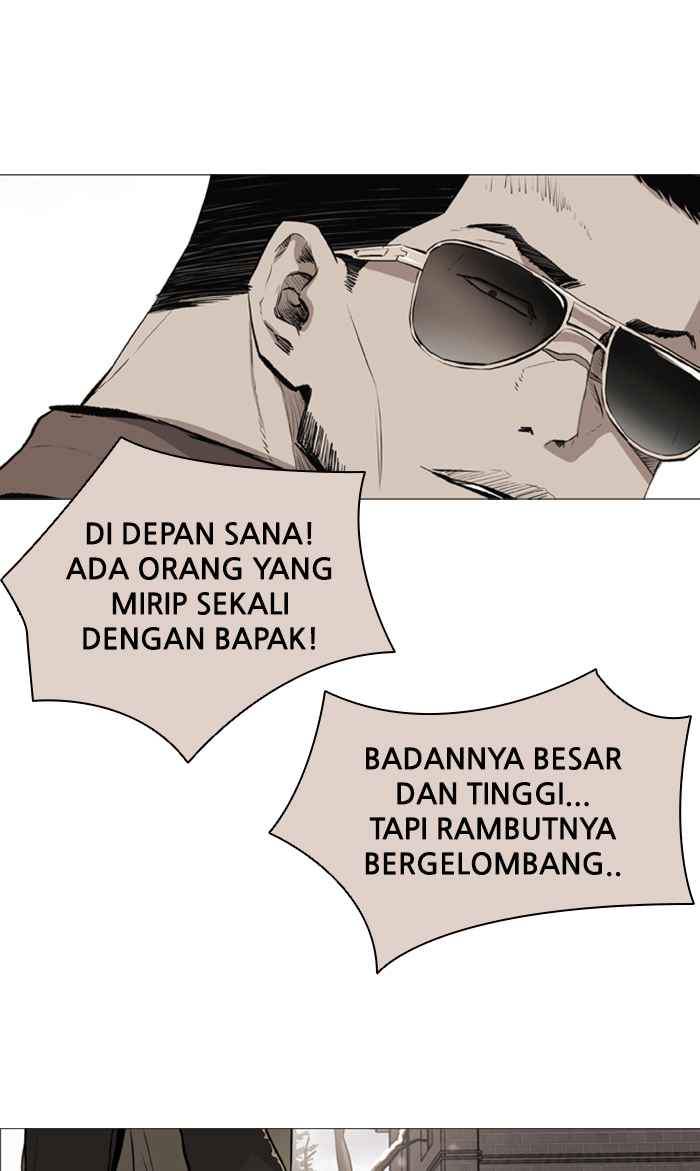 DI DEPAN SANA!
ADA ORANG YANG
MIRIP SEKALI
DENGAN BAPAK!
BADANNYA BESAR
DAN TINGGI...
TAPI RAMBUTNYA
BERGELOMBANG..